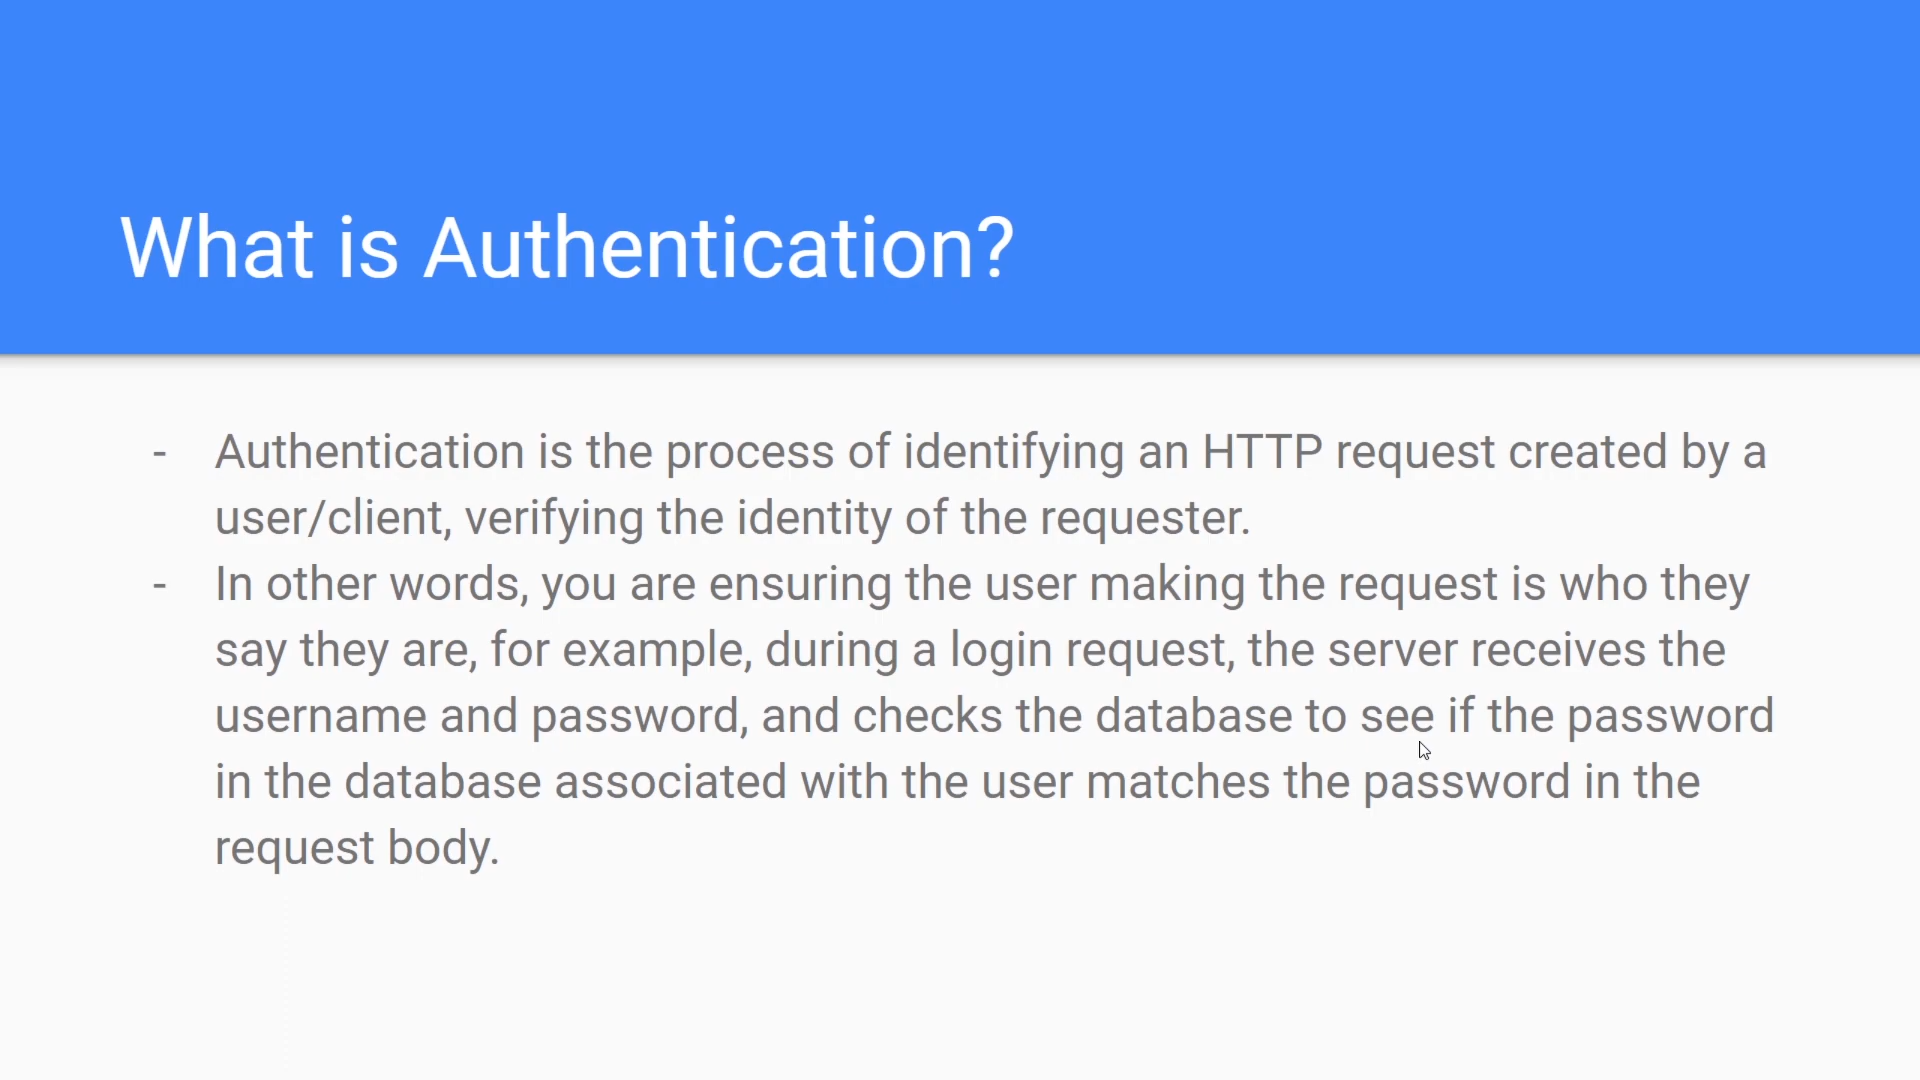 What is Authentication?
- Authentication is the process of identifying an HTTP request created by a
user/client, verifying the identity of the requester.
- In other words, you are ensuring the user making the request is who they
say they are, for example, during a login request, the server receives the
username and password, and checks the database to see if the password
in the database associated with the user matches the password in the
request body.